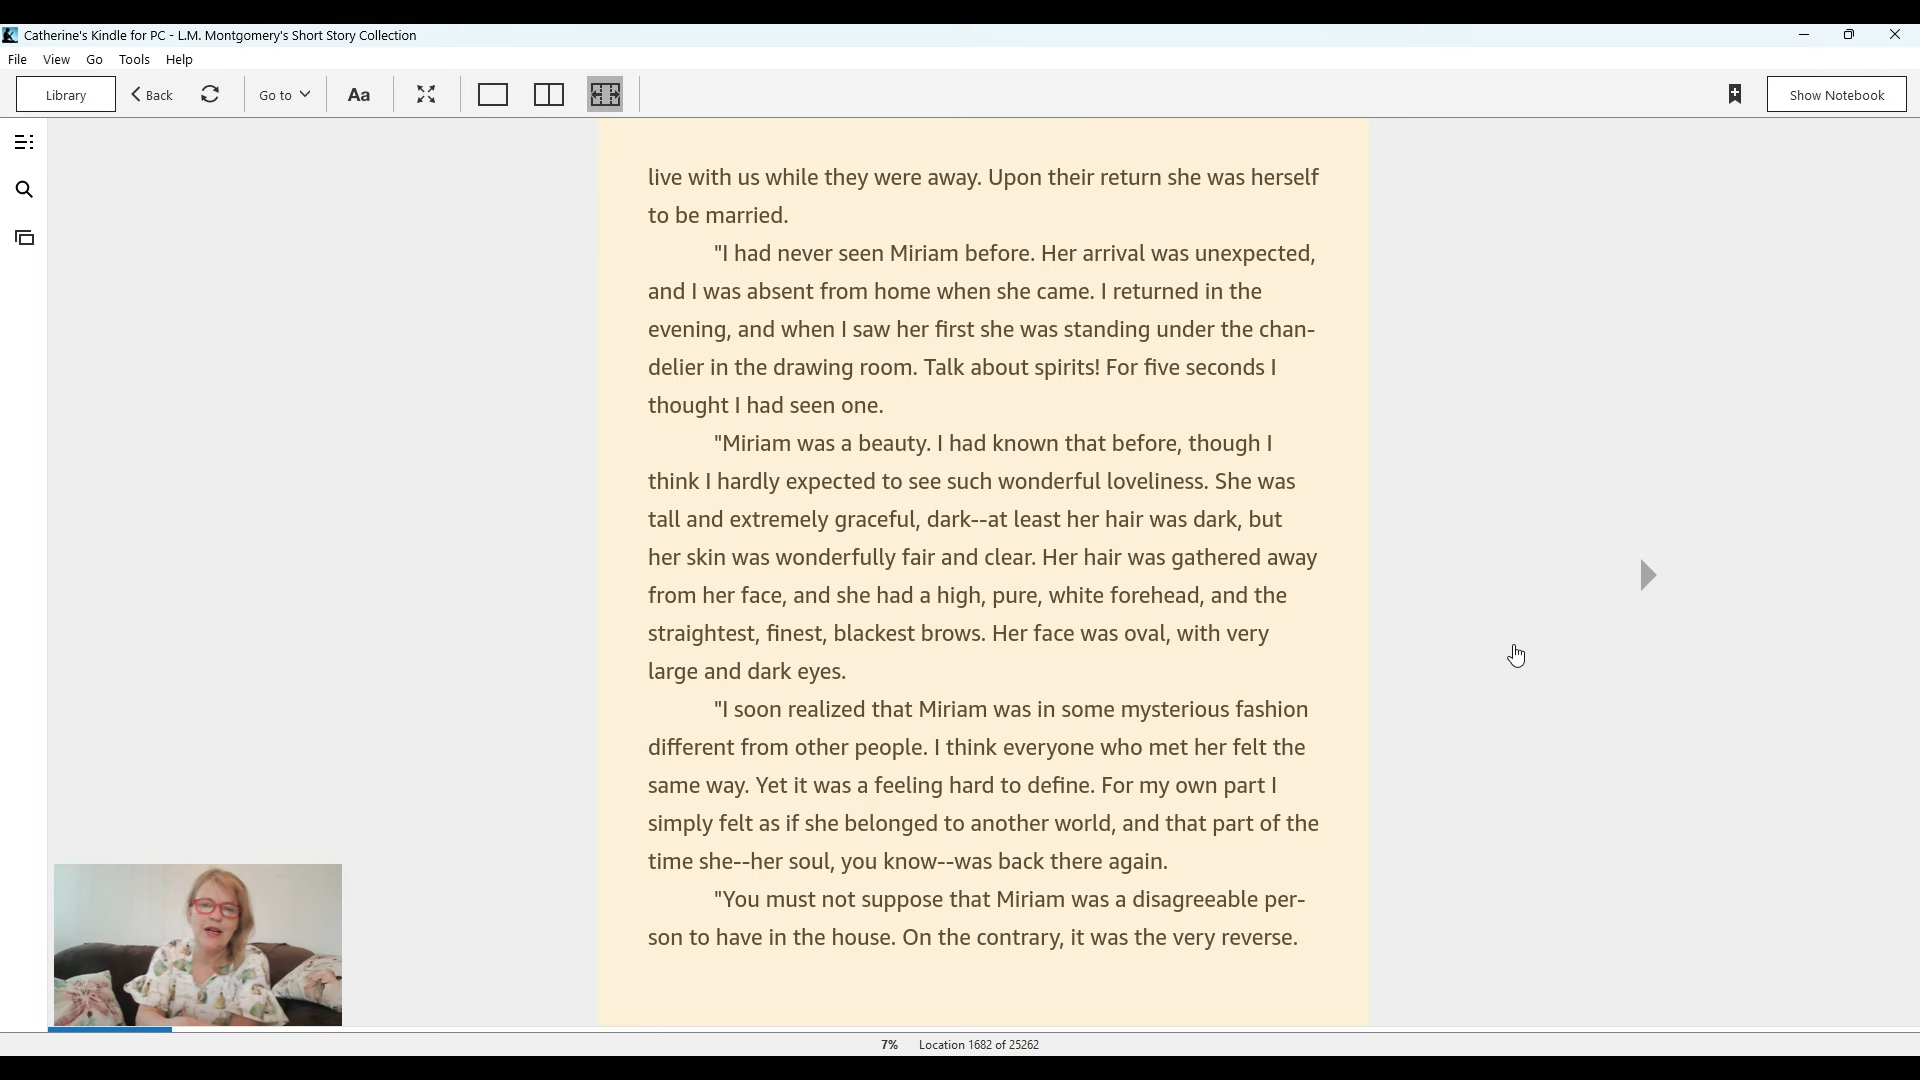 Catherine's Kindle for PC - L.M. Montgomery's Short Story Collection
File View Go Tools Help
Library Back Go to Aa Show Notebook
live with us while they were away. Upon their return she was herself
to be married.
"I had never seen Miriam before. Her arrival was unexpected,
and I was absent from home when she came. I returned in the
evening, and when I saw her first she was standing under the chan-
delier in the drawing room. Talk about spirits! For five seconds I
thought I had seen one.
"Miriam was a beauty. I had known that before, though I
think I hardly expected to see such wonderful loveliness. She was
tall and extremely graceful, dark--at least her hair was dark, but
her skin was wonderfully fair and clear. Her hair was gathered away
from her face, and she had a high, pure, white forehead, and the
straightest, finest, blackest brows. Her face was oval, with very
large and dark eyes.
"I soon realized that Miriam was in some mysterious fashion
different from other people. I think everyone who met her felt the
same way. Yet it was a feeling hard to define. For my own part I
simply felt as if she belonged to another world, and that part of the
time she--her soul, you know--was back there again.
"You must not suppose that Miriam was a disagreeable per-
son to have in the house. On the contrary, it was the very reverse.
7% Location 1682 of 25262